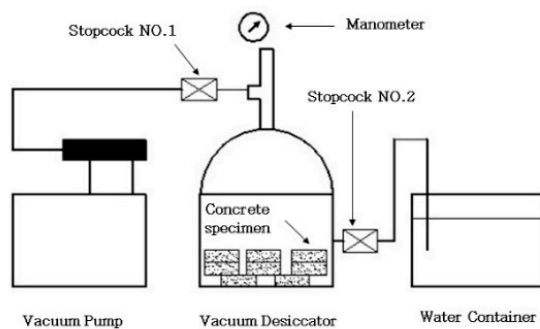 Stopcock NO.1
Manometer
Stopcock NO.2
Concrete
specimen
Vacuum Pump
Vacuum Desiccator
Water Container